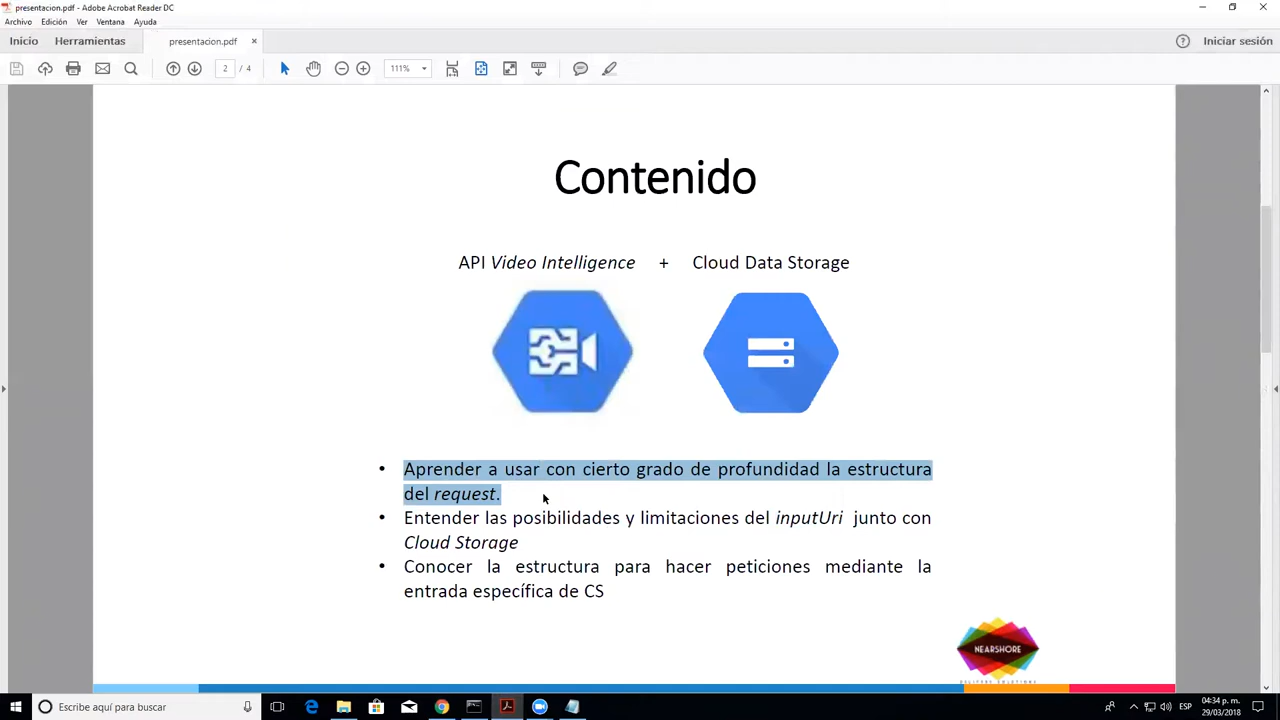 presentacion.pdf - Adobe Acrobat Reader DC
Archivo Edición Ver Ventana Ayuda
Inicio Herramientas presentacion.pdf × Iniciar sesión
2 / 4 111%
Contenido
API Video Intelligence + Cloud Data Storage
• Aprender a usar con cierto grado de profundidad la estructura
del request.
• Entender las posibilidades y limitaciones del inputUri junto con
Cloud Storage
• Conocer la estructura para hacer peticiones mediante la
entrada específica de CS
NEARSHORE
DELIVERY SOLUTIONS
Escribe aquí para buscar
ESP
04:34 p. m.
29/03/2018